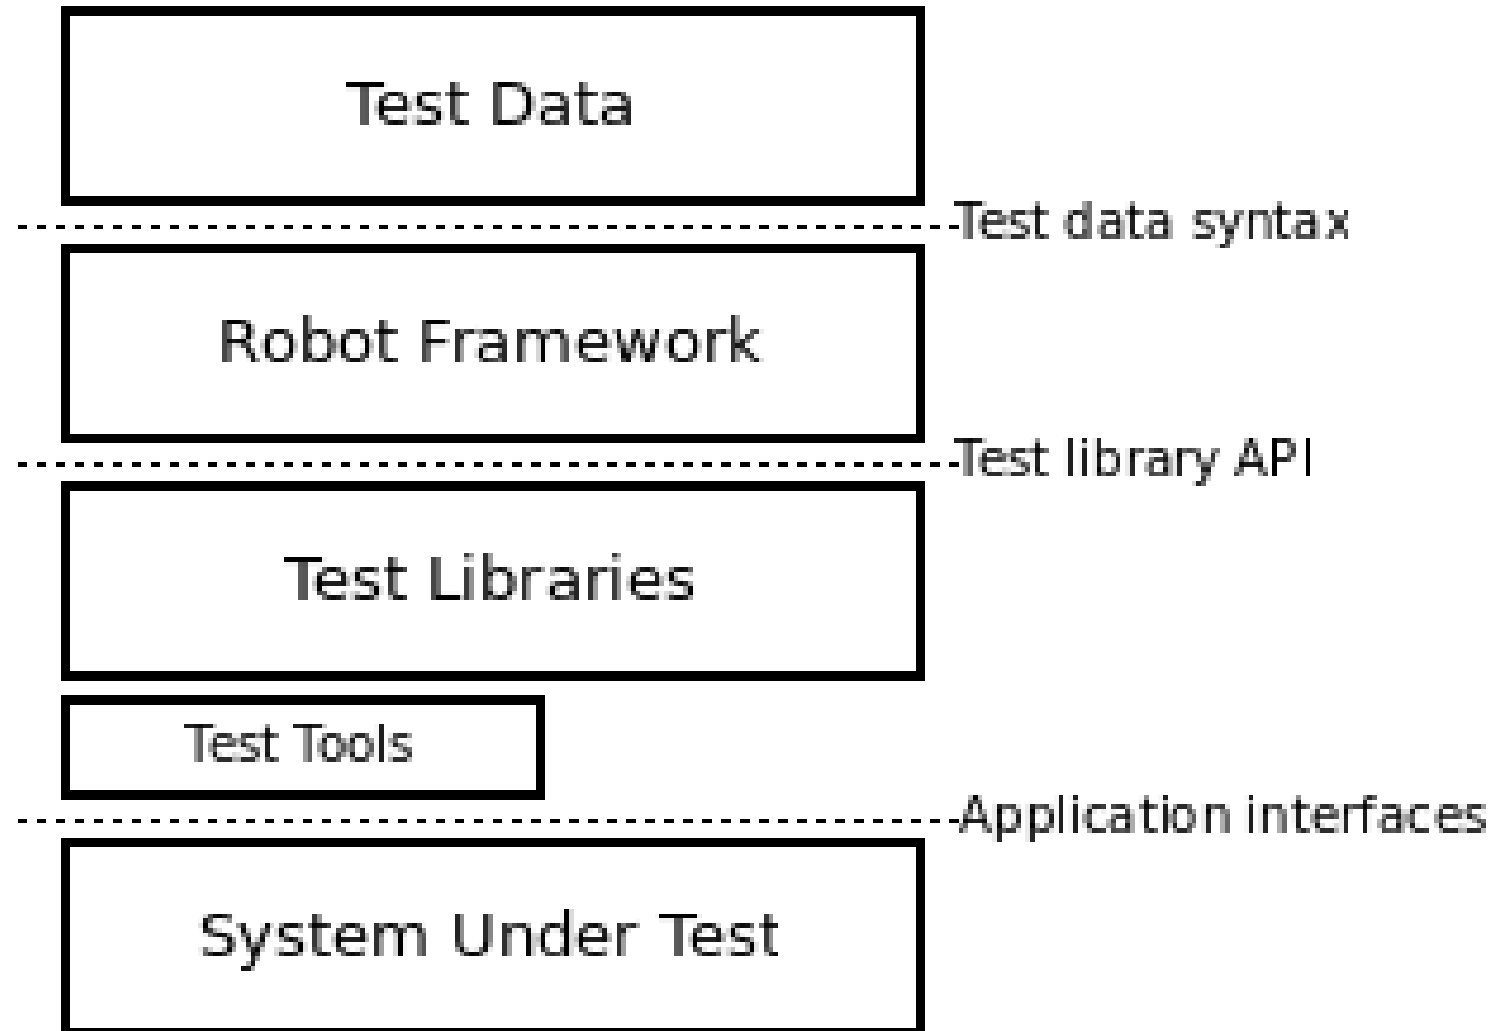 Test Data
Test data syntax
Robot Framework
Test library API
Test Libraries
Test Tools
Application interfaces
System Under Test